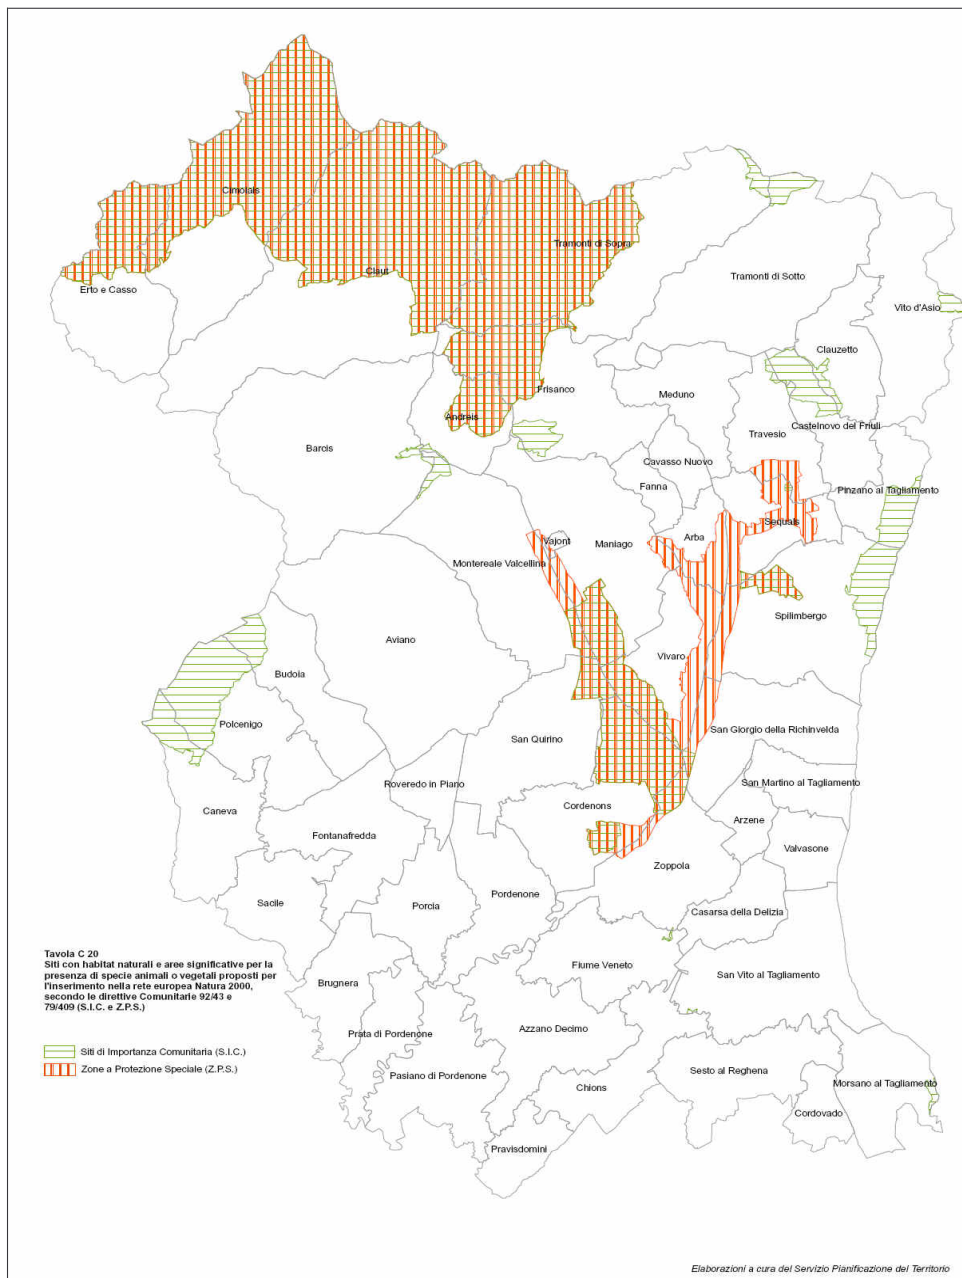 Cimolais
Tramonti di Sopra
Claut
Tramonti di Sotto
Erto e Casso
Vito d'Asio
Clauzetto
Frisanco
Meduno
Andreis
Castelnovo del Friuli
Travesio
Barcis
Cavasso Nuovo
Fanna
Pinzano al Tagliamento
Sequals
Arba
Vajont
Maniago
Montereale Valcellina
Spilimbergo
Aviano
Vivaro
Budoia
Polcenigo
San Giorgio della Richinvelda
San Quirino
San Martino al Tagliamento
Roveredo in Piano
Cordenons
Caneva
Arzene
Fontanafredda
Valvasone
Zoppola
Pordenone
Sacile
Porcia
Casarsa della Delizia
Tavola C 20
Siti con habitat naturali e aree significative per la
presenza di specie animali o vegetali proposti per
l'inserimento nella rete europea Natura 2000,
secondo le direttive Comunitarie 92/43 e
79/409 (S.I.C. e Z.P.S.)
Fiume Veneto
San Vito al Tagliamento
Brugnera
Azzano Decimo
Prata di Pordenone
Siti di Importanza Comunitaria (S.I.C.)
Zone a Protezione Speciale (Z.P.S.)
Pasiano di Pordenone
Sesto al Reghena
Chions
Morsano al Tagliamento
Cordovado
Pravisdomini
Elaborazioni a cura del Servizio Pianificazione del Territorio